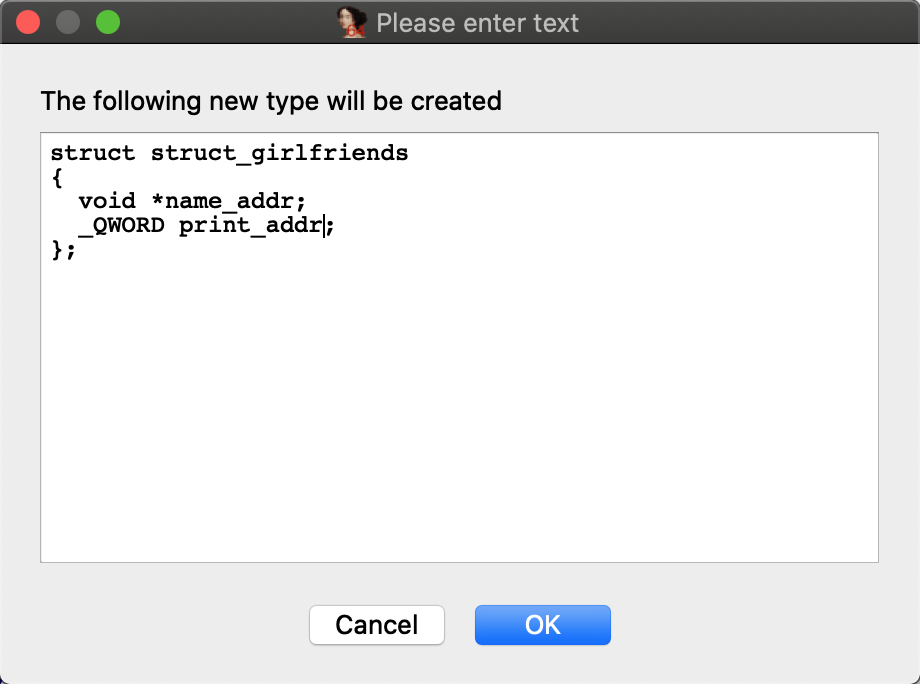 Please enter text
The following new type will be created
struct struct_girlfriends
{
  void *name_addr;
  _QWORD print_addr;
};
Cancel
OK